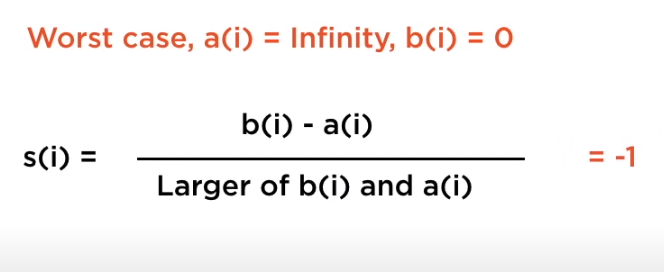 Worst case, a(i) = Infinity, b(i) = 0
b(i) - a(i)
s(i) =
= -1
Larger of b(i) and a(i)